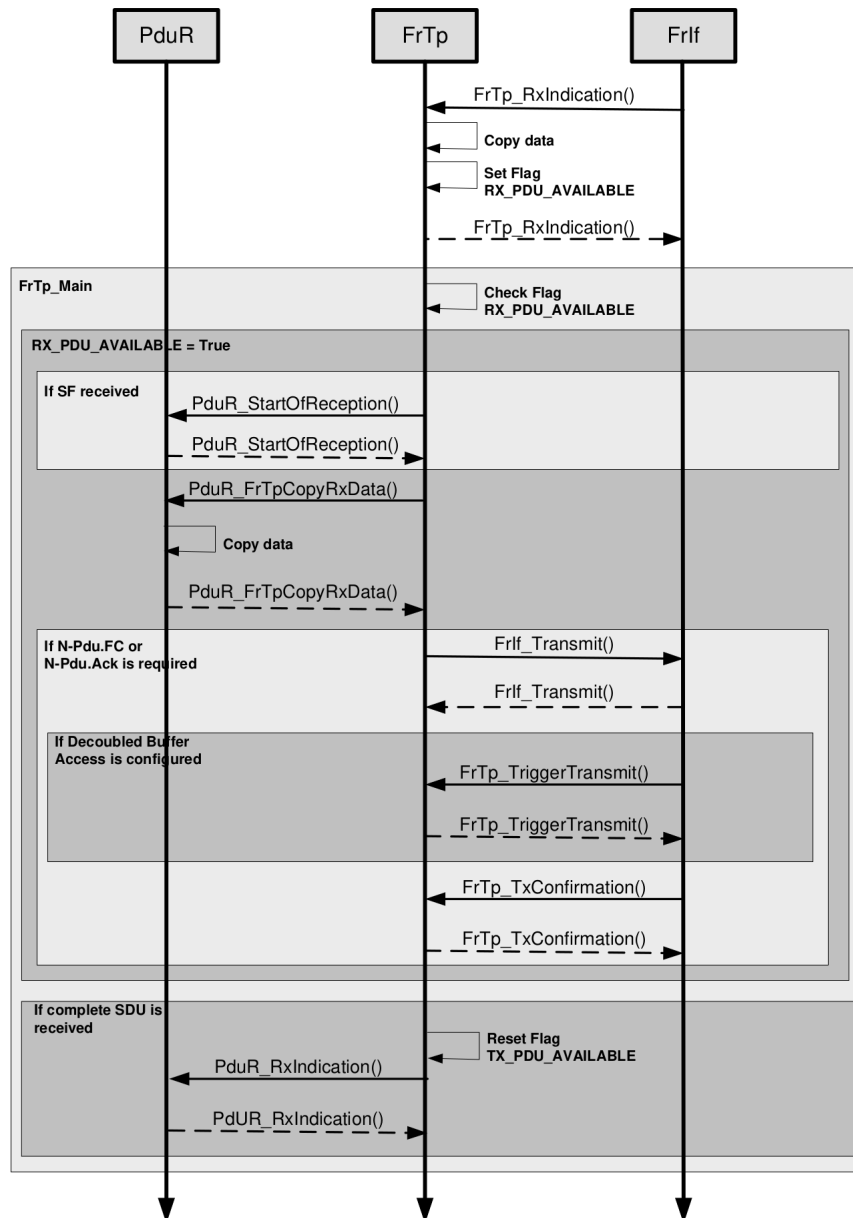 PduR
FrTp
FrIf
FrTp_RxIndication()
Copy data
Set Flag
RX_PDU_AVAILABLE
FrTp_RxIndication()
FrTp_Main
Check Flag
RX_PDU_AVAILABLE
RX_PDU_AVAILABLE = True
If SF received
PduR_StartOfReception()
PduR_StartOfReception()
PduR_FrTpCopyRxData()
Copy data
PduR_FrTpCopyRxData()
If N-Pdu.FC or
N-Pdu.Ack is required
FrIf_Transmit()
FrIf_Transmit()
If Decoubled Buffer
Access is configured
FrTp_TriggerTransmit()
FrTp_TriggerTransmit()
FrTp_TxConfirmation()
FrTp_TxConfirmation()
If complete SDU is
received
Reset Flag
TX_PDU_AVAILABLE
PduR_RxIndication()
PdUR_RxIndication()